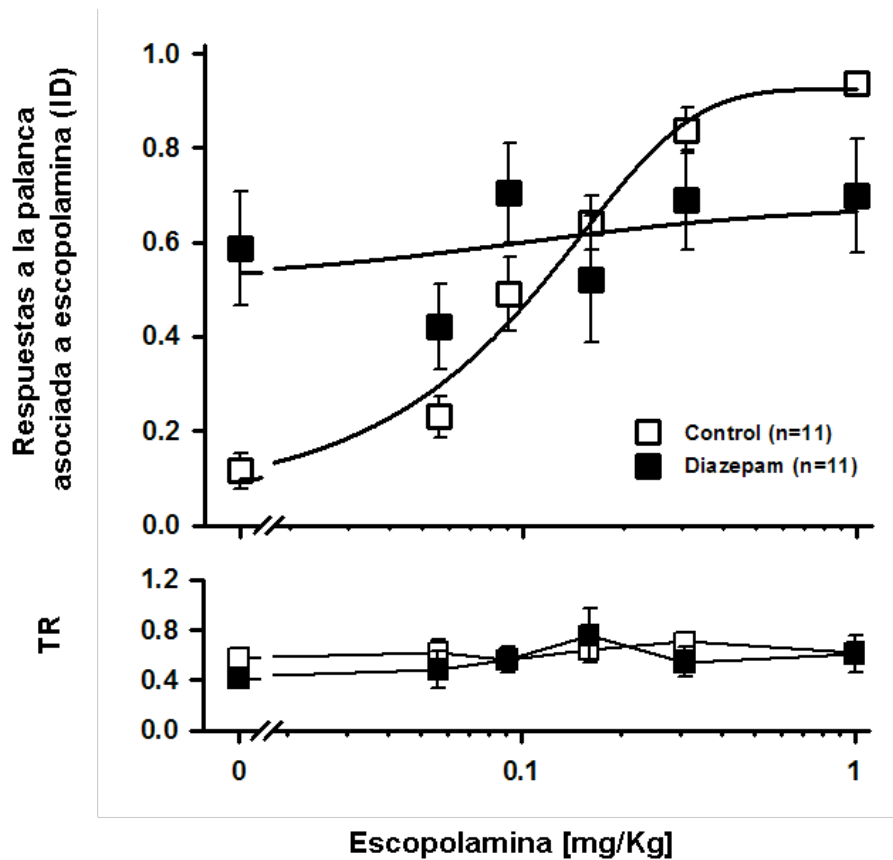 Respuestas a la palanca
asociada a escopolamina (ID)
1.0
0.8
0.6
0.4
0.2
0.0
Control (n=11)
Diazepam (n=11)
TR
1.2
0.8
0.4
0.0
0
0.1
1
Escopolamina [mg/Kg]